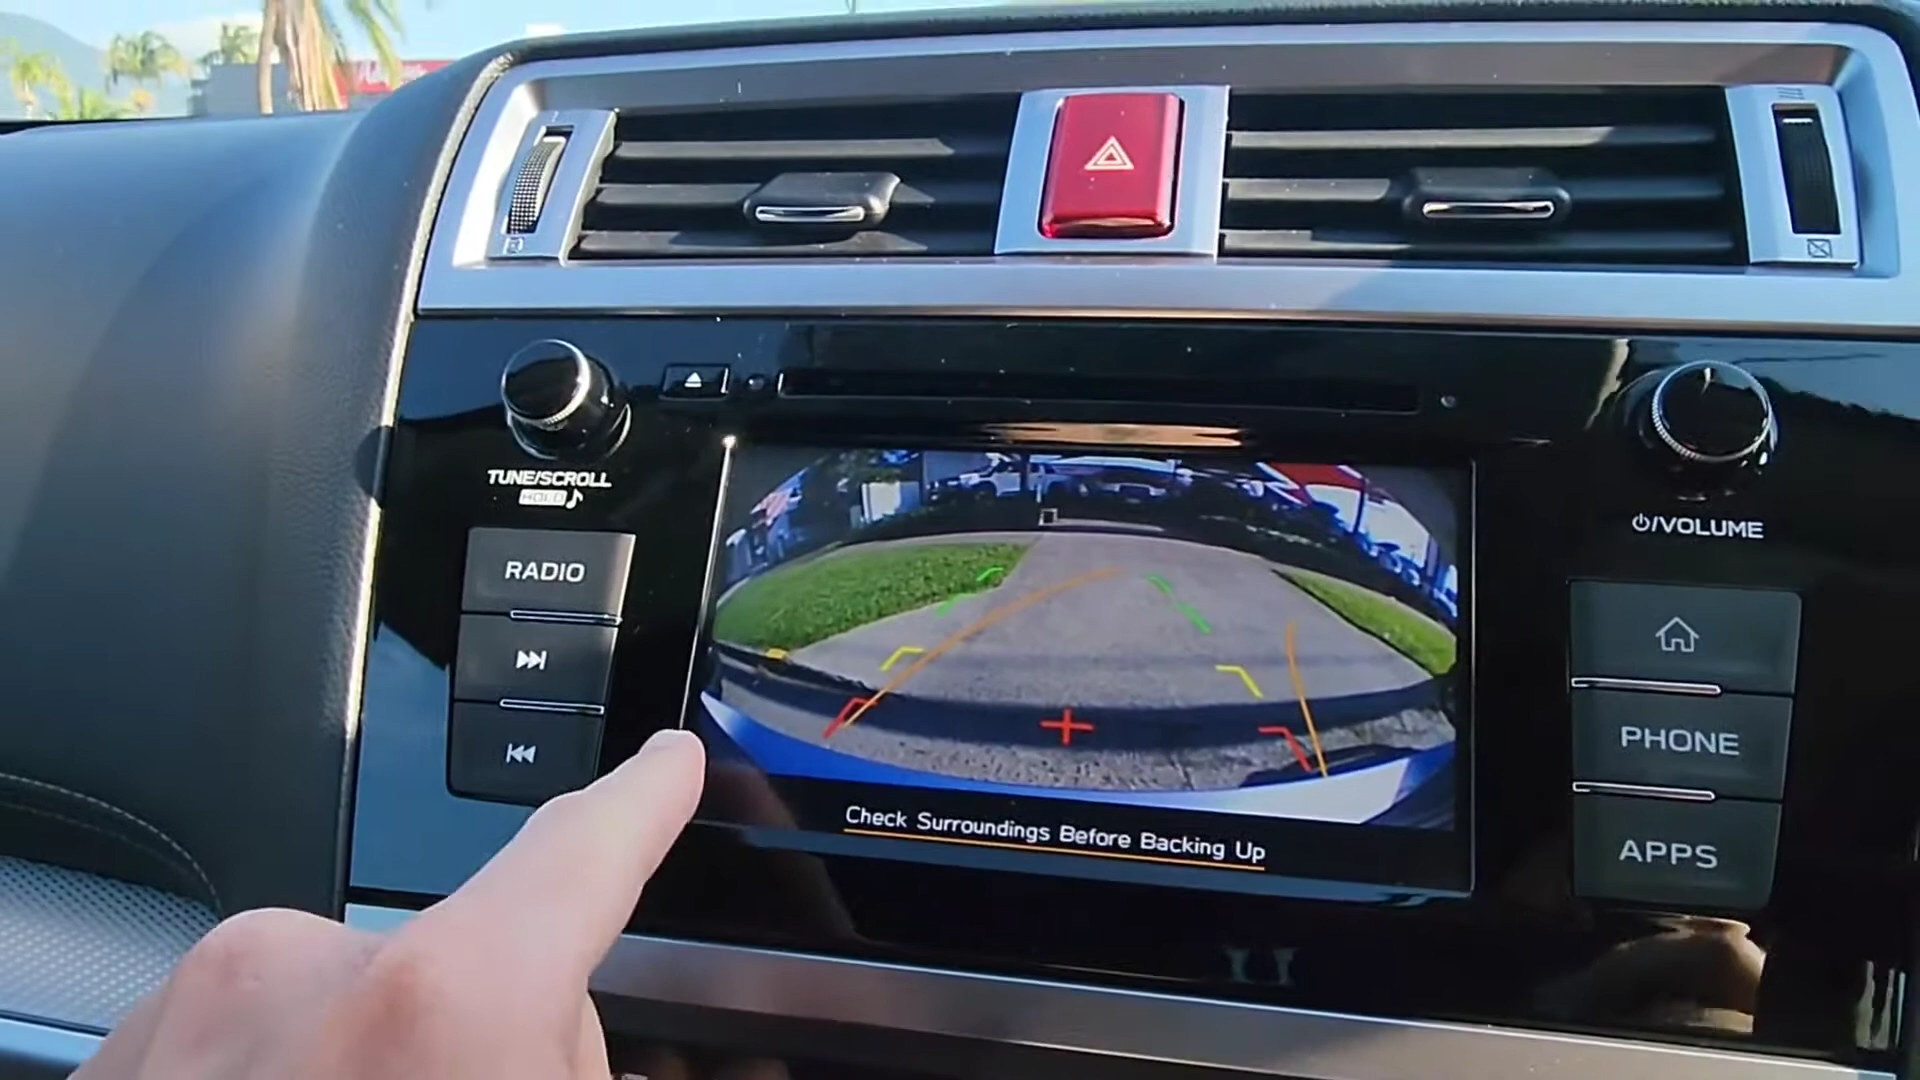 TUNE/SCROLL
HOLD
RADIO
/VOLUME
PHONE
APPS
Check Surroundings Before Backing Up